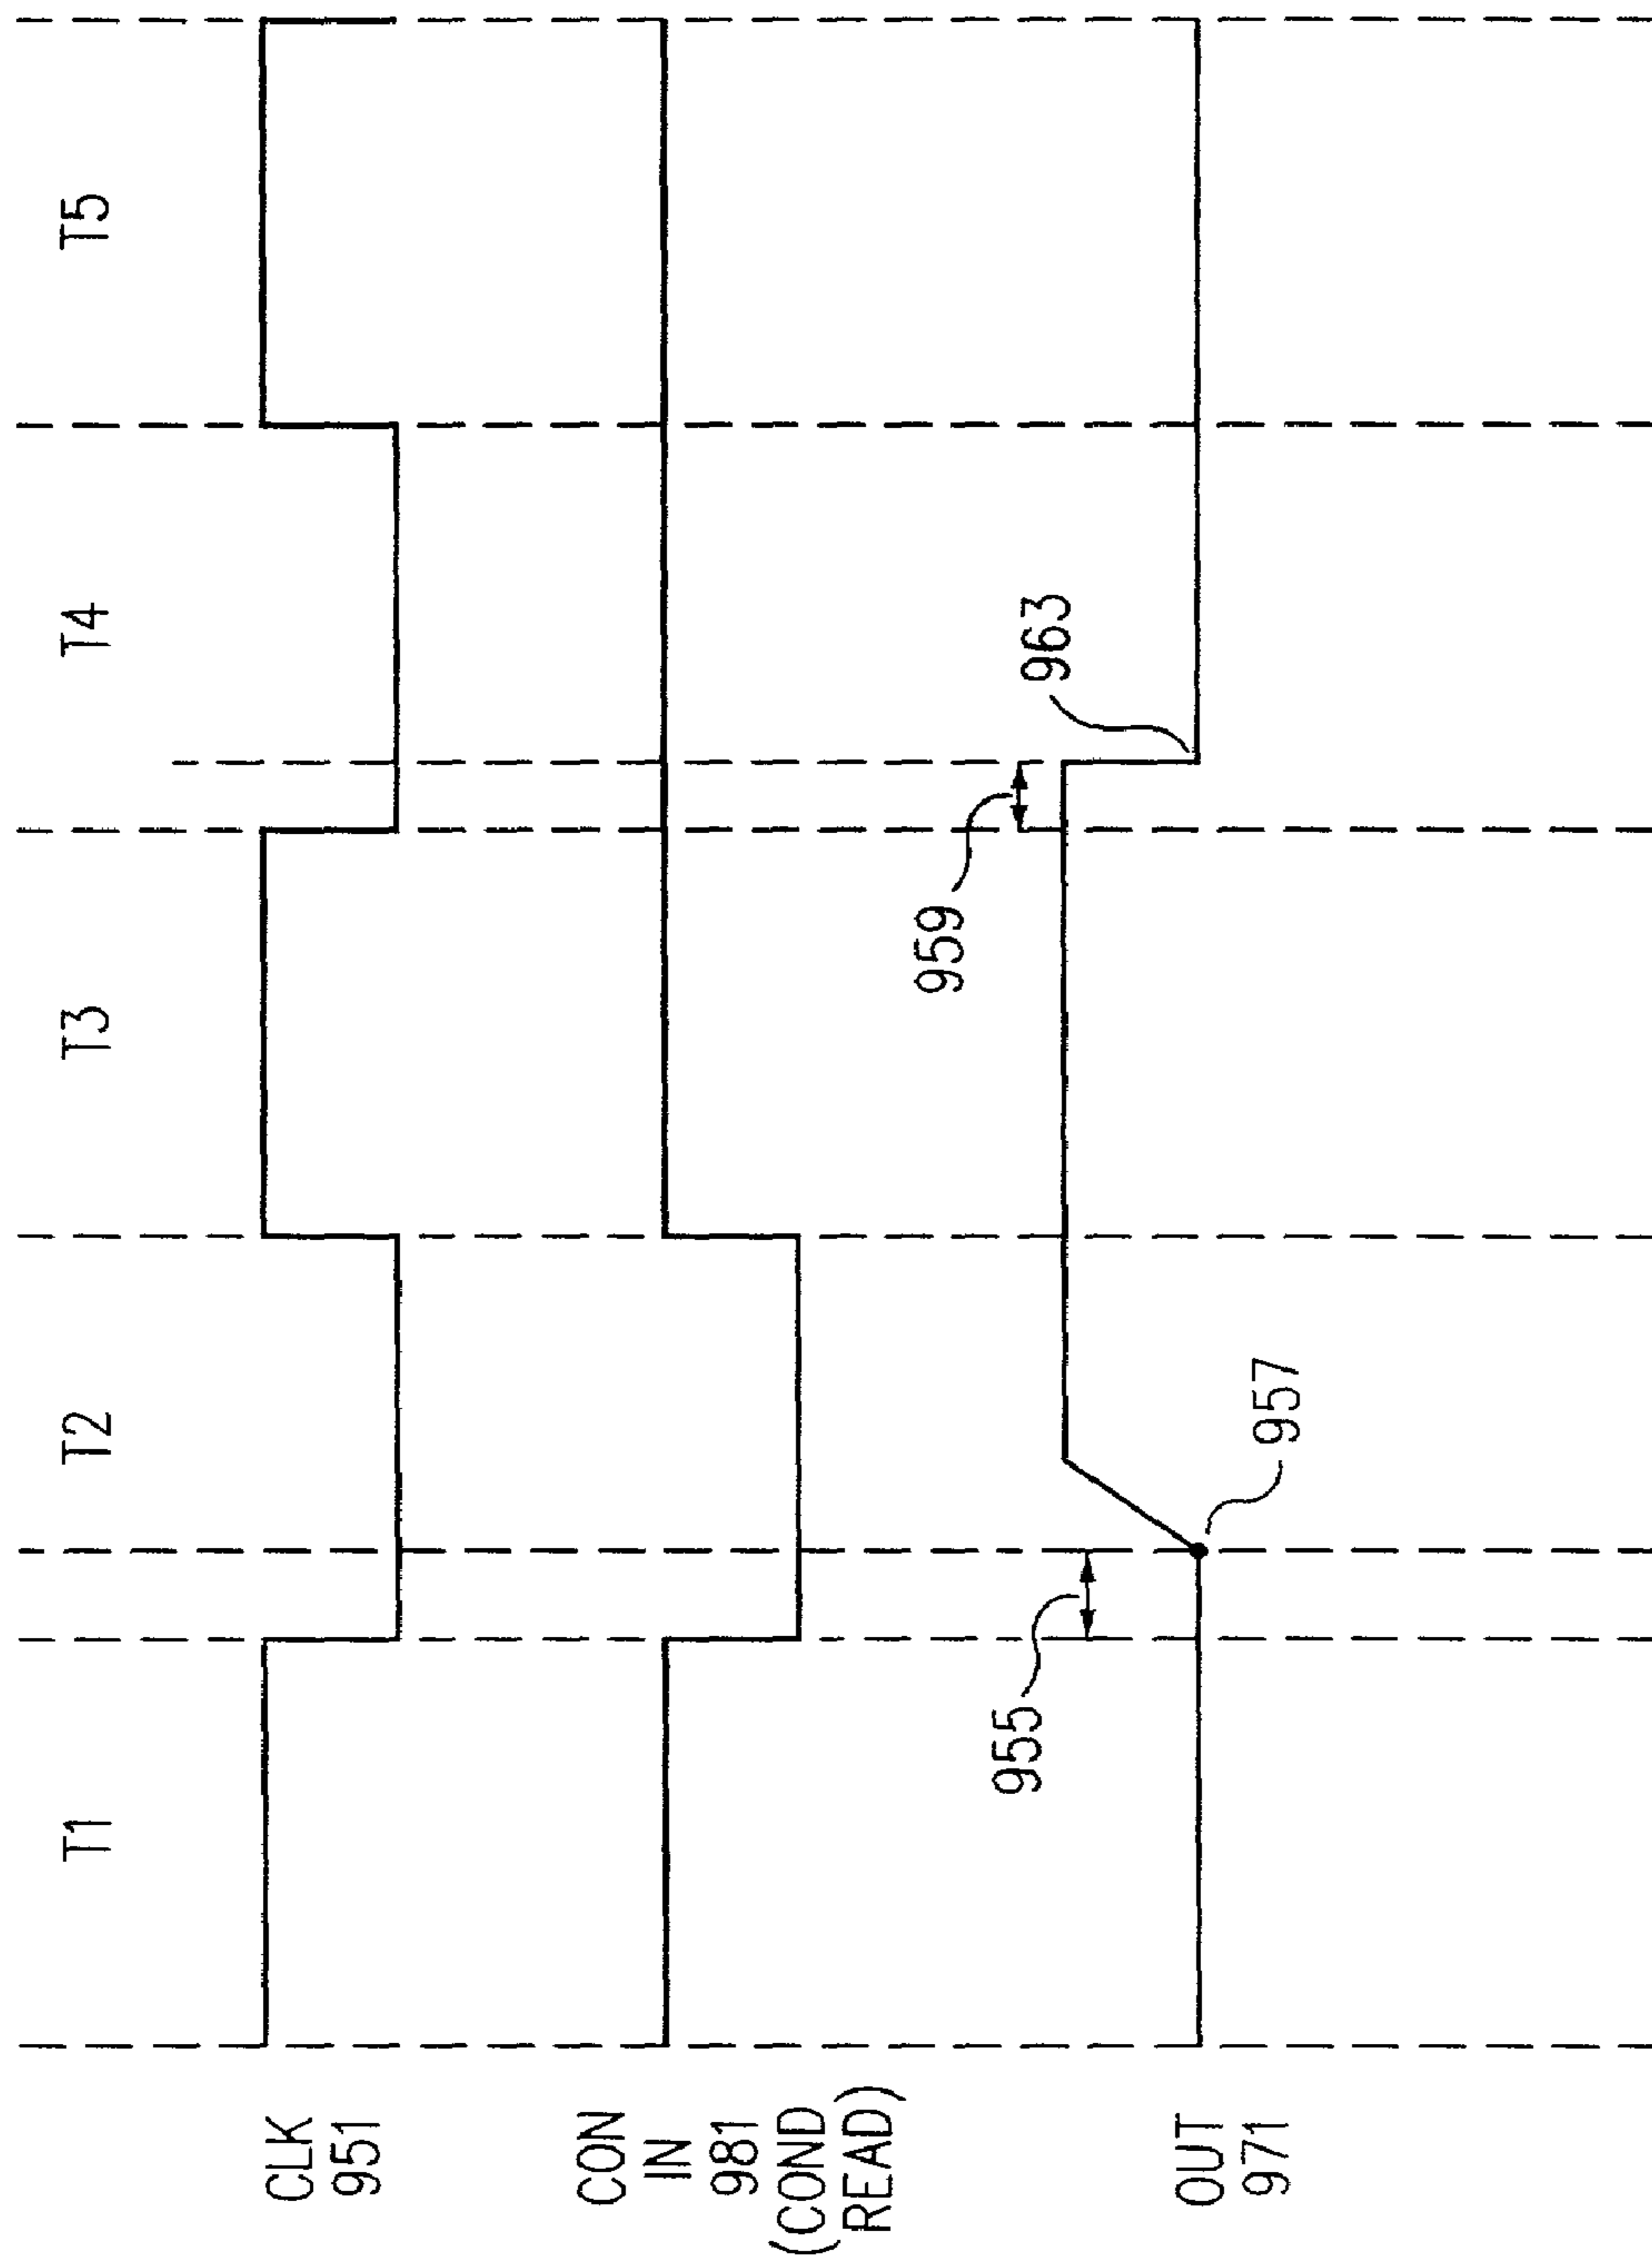 T1
T2
T3
T4
T5
CLK
951
CON
IN
981
(COND
READ)
955
959
963
957
OUT
971